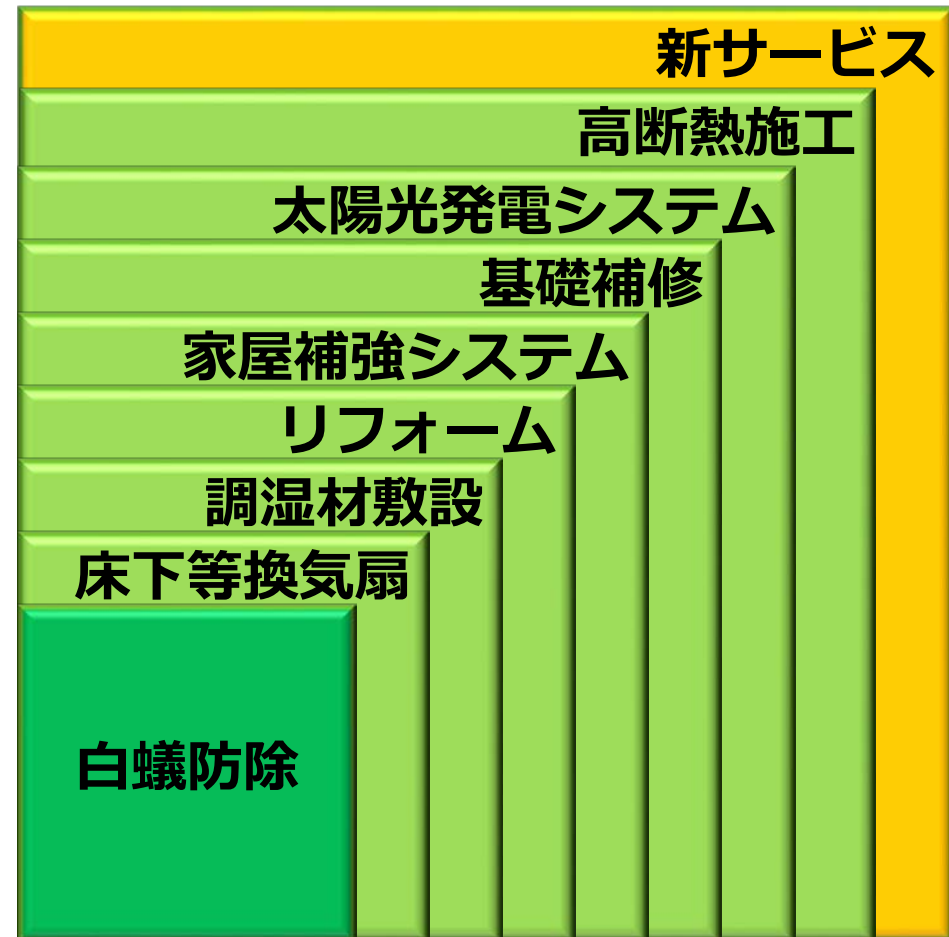 新サービス
高断熱施工
太陽光発電システム
基礎補修
家屋補強システム
リフォーム
調湿材敷設
床下等換気扇
白蟻防除